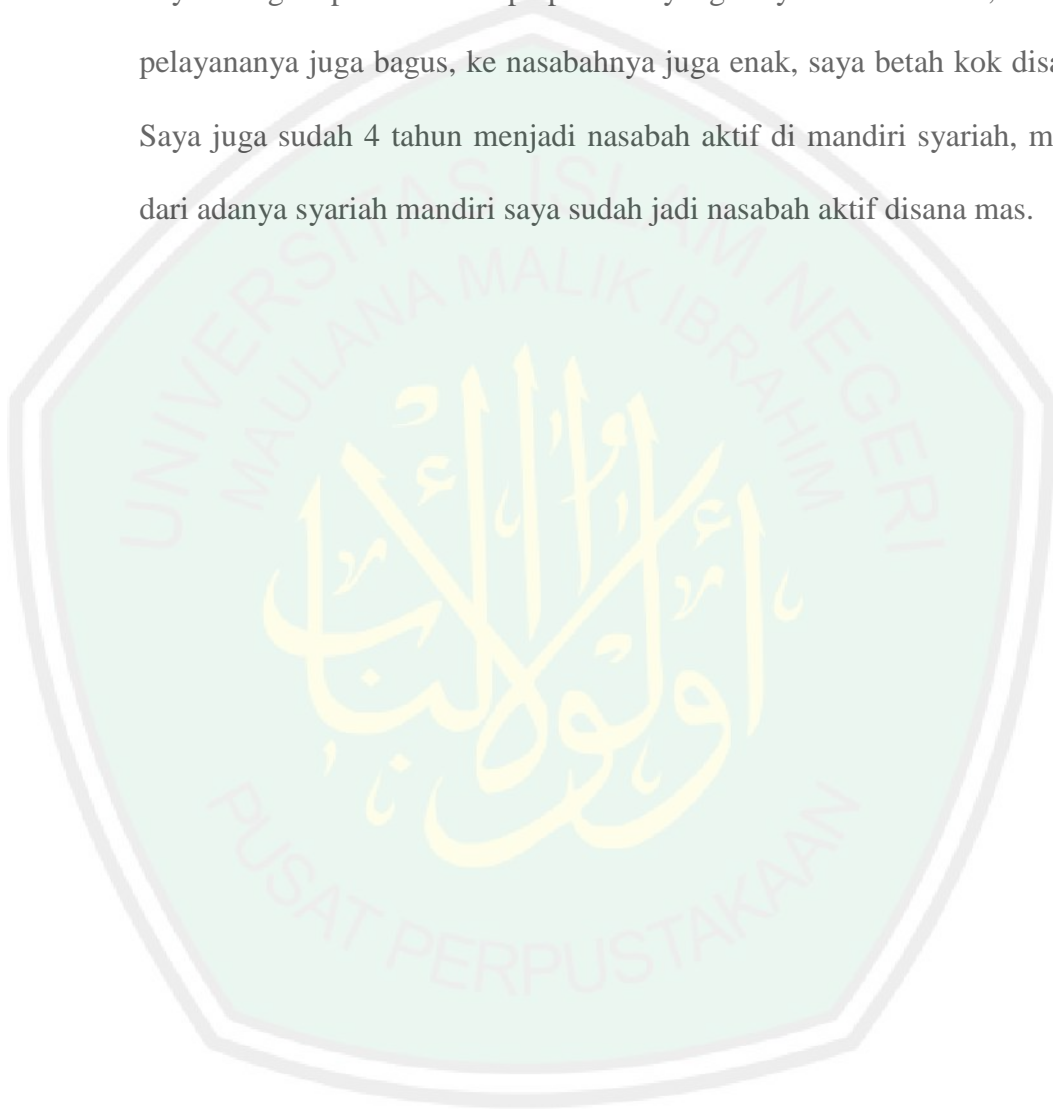 pelayananya juga bagus, ke nasabahnya juga enak, saya betah kok
Saya juga sudah 4 tahun menjadi nasabah aktif di mandiri syariah,
dari adanya syariah mandiri saya sudah jadi nasabah aktif disana mas.
UNIVERSITAS ISLAM NEGERI
MAULANA MALIK IBRAHIM
أولوا الألباب
PUSAT PERPUSTAKAAN